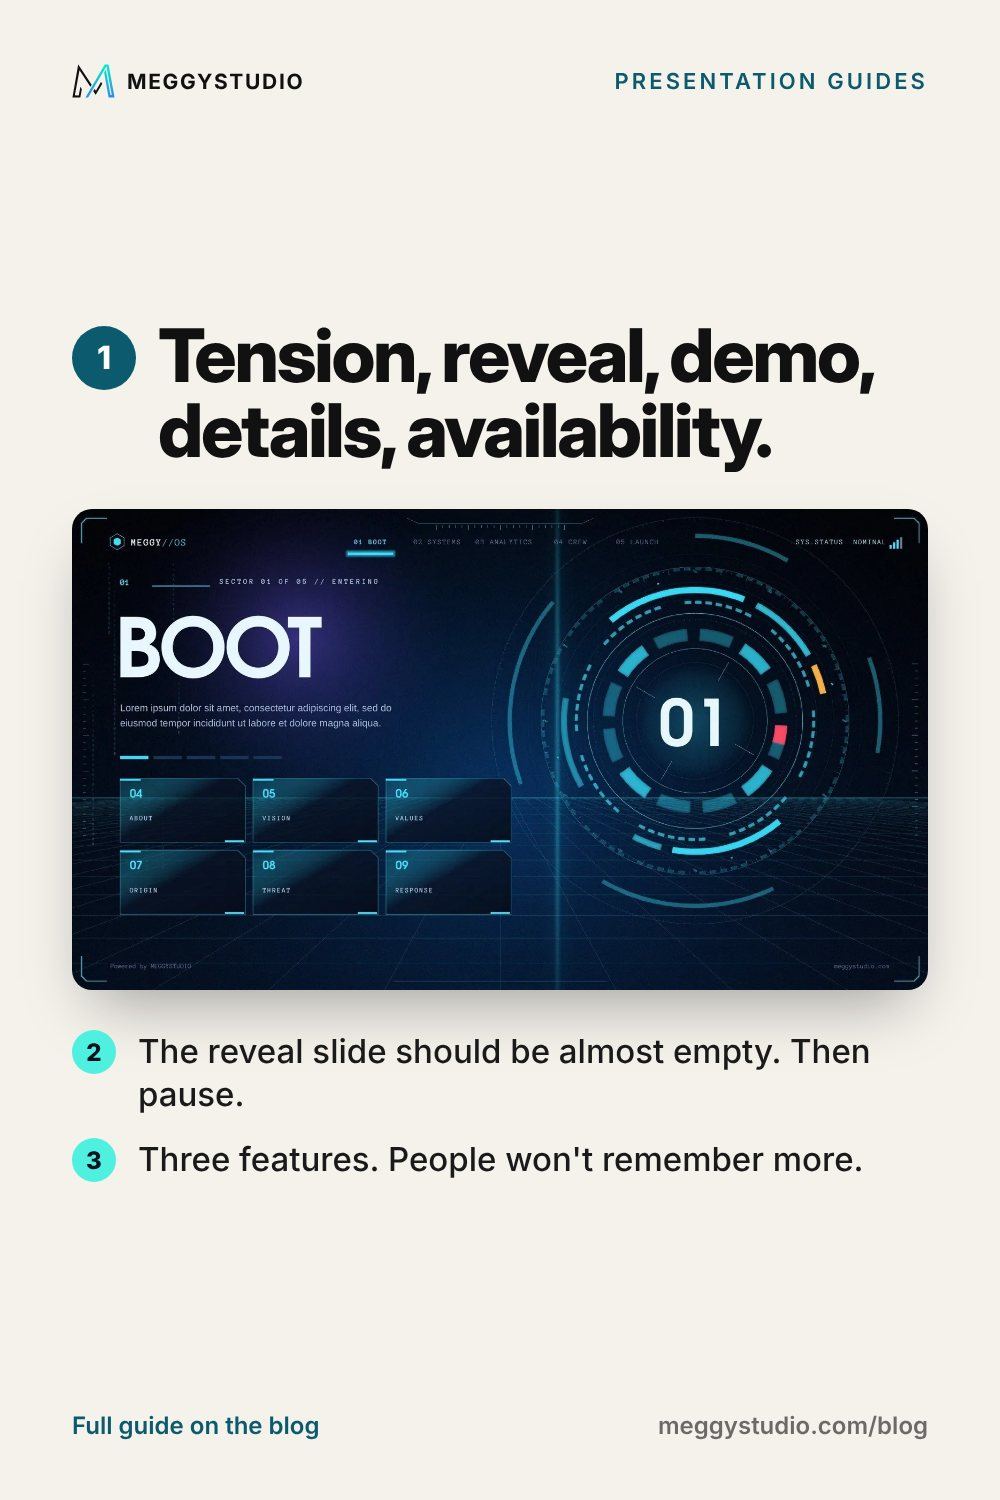 MEGGYSTUDIO
PRESENTATION GUIDES
1
Tension, reveal, demo,
details, availability.
MEGGY//OS
01 BOOT
02 SYSTEMS
03 ANALYTICS
04 CREW
05 LAUNCH
SYS.STATUS NOMINAL
01
SECTOR 01 OF 05 // ENTERING
BOOT
Lorem ipsum dolor sit amet, consectetur adipiscing elit, sed do
eiusmod tempor incididunt ut labore et dolore magna aliqua.
01
04
ABOUT
05
VISION
06
VALUES
07
ORIGIN
08
THREAT
09
RESPONSE
Powered by MEGGYSTUDIO
meggystudio.com
2
The reveal slide should be almost empty. Then
pause.
3
Three features. People won't remember more.
Full guide on the blog
meggystudio.com/blog